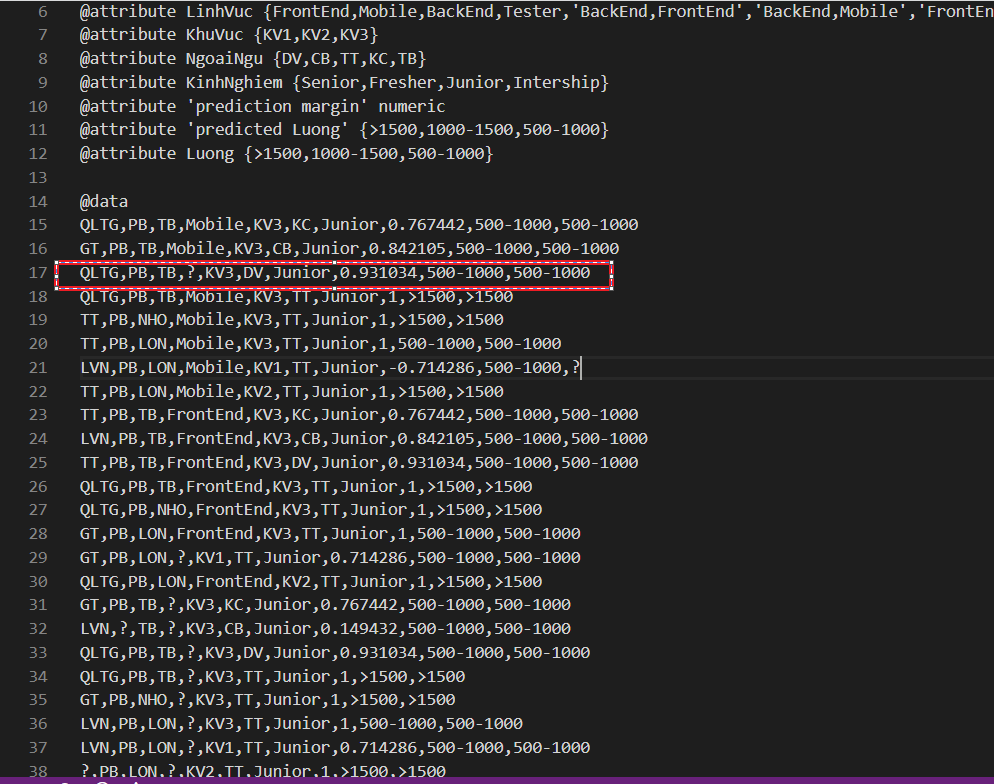 6 @attribute LinhVuc {FrontEnd,Mobile,BackEnd,Tester,'BackEnd,FrontEnd','BackEnd,Mobile','FrontEn
7 @attribute KhuVuc {KV1,KV2,KV3}
8 @attribute NgoaiNgu {DV,CB,TT,KC,TB}
9 @attribute KinhNghiem {Senior,Fresher,Junior,Intership}
10 @attribute 'prediction margin' numeric
11 @attribute 'predicted Luong' {>1500,1000-1500,500-1000}
12 @attribute Luong {>1500,1000-1500,500-1000}
13
14 @data
15 QLTG,PB,TB,Mobile,KV3,KC,Junior,0.767442,500-1000,500-1000
16 GT,PB,TB,Mobile,KV3,CB,Junior,0.842105,500-1000,500-1000
17 QLTG,PB,TB,?,KV3,DV,Junior,0.931034,500-1000,500-1000
18 QLTG,PB,TB,Mobile,KV3,TT,Junior,1,>1500,>1500
19 TT,PB,NHO,Mobile,KV3,TT,Junior,1,>1500,>1500
20 TT,PB,LON,Mobile,KV3,TT,Junior,1,500-1000,500-1000
21 LVN,PB,LON,Mobile,KV1,TT,Junior,-0.714286,500-1000,?
22 TT,PB,LON,Mobile,KV2,TT,Junior,1,>1500,>1500
23 TT,PB,TB,FrontEnd,KV3,KC,Junior,0.767442,500-1000,500-1000
24 LVN,PB,TB,FrontEnd,KV3,CB,Junior,0.842105,500-1000,500-1000
25 TT,PB,TB,FrontEnd,KV3,DV,Junior,0.931034,500-1000,500-1000
26 QLTG,PB,TB,FrontEnd,KV3,TT,Junior,1,>1500,>1500
27 QLTG,PB,NHO,FrontEnd,KV3,TT,Junior,1,>1500,>1500
28 GT,PB,LON,FrontEnd,KV3,TT,Junior,1,500-1000,500-1000
29 GT,PB,LON,?,KV1,TT,Junior,0.714286,500-1000,500-1000
30 QLTG,PB,LON,FrontEnd,KV2,TT,Junior,1,>1500,>1500
31 GT,PB,TB,?,KV3,KC,Junior,0.767442,500-1000,500-1000
32 LVN,?,TB,?,KV3,CB,Junior,0.149432,500-1000,500-1000
33 QLTG,PB,TB,?,KV3,DV,Junior,0.931034,500-1000,500-1000
34 QLTG,PB,TB,?,KV3,TT,Junior,1,>1500,>1500
35 GT,PB,NHO,?,KV3,TT,Junior,1,>1500,>1500
36 LVN,PB,LON,?,KV3,TT,Junior,1,500-1000,500-1000
37 LVN,PB,LON,?,KV1,TT,Junior,0.714286,500-1000,500-1000
38 ?,PB,LON,?,KV2,TT,Junior,1,>1500,>1500